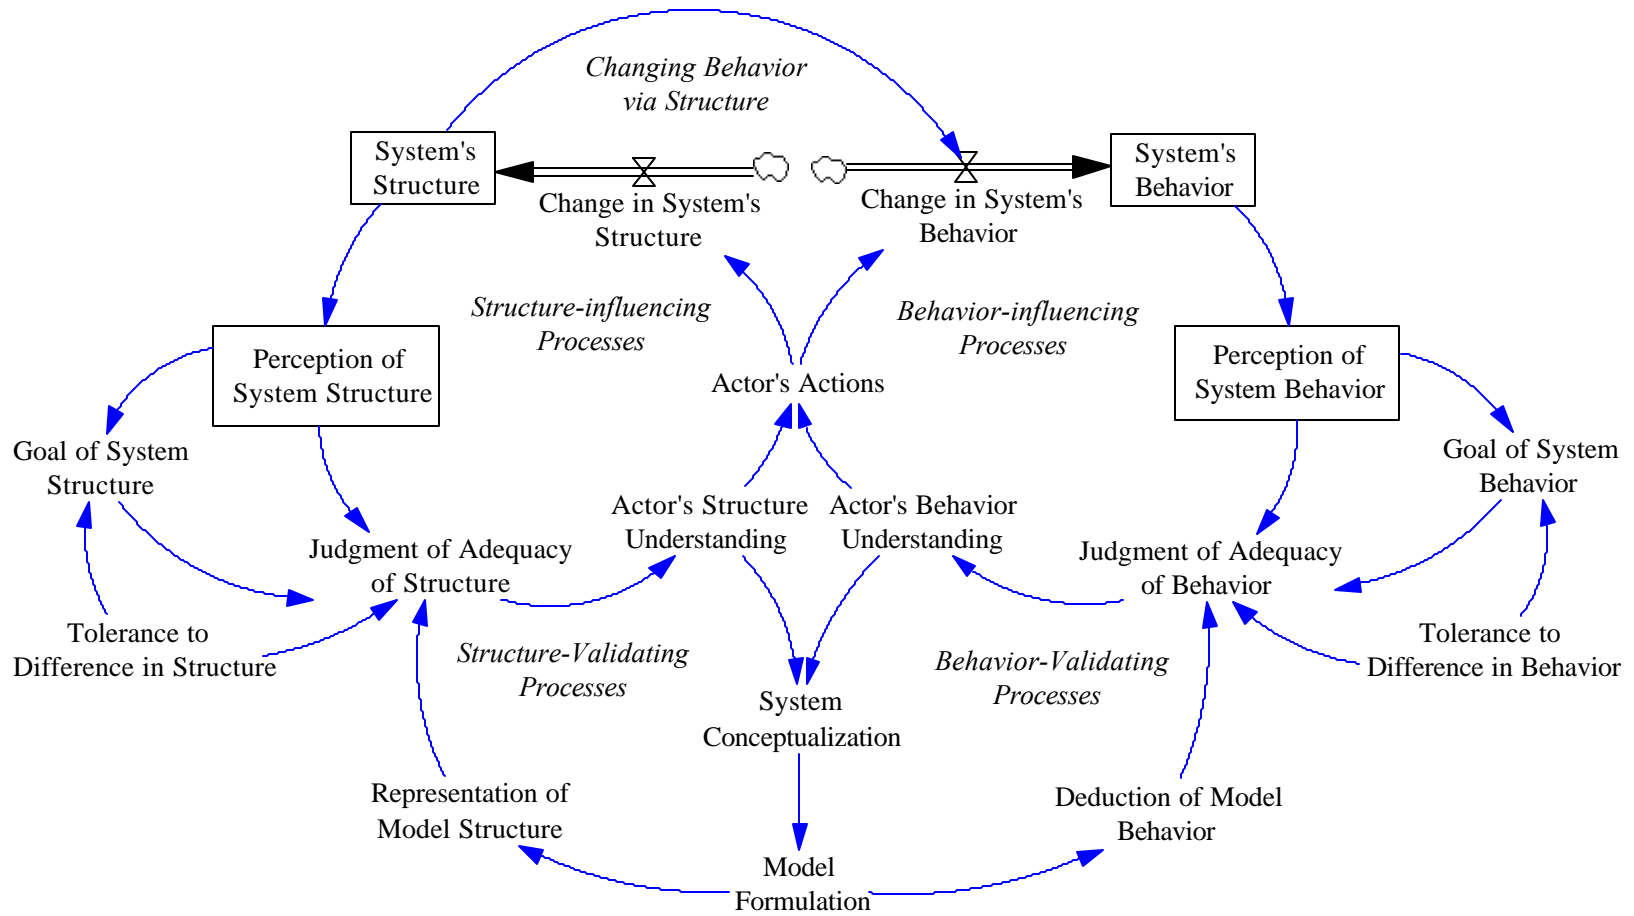 Changing Behavior
via Structure
System's
Structure
System's
Behavior
Change in System's
Structure
Change in System's
Behavior
Structure-influencing
Processes
Behavior-influencing
Processes
Perception of
System Structure
Actor's Actions
Perception of
System Behavior
Goal of System
Structure
Goal of System
Behavior
Actor's Structure
Understanding
Actor's Behavior
Understanding
Judgment of Adequacy
of Structure
Judgment of Adequacy
of Behavior
Tolerance to
Difference in Structure
Structure-Validating
Processes
Behavior-Validating
Processes
Tolerance to
Difference in Behavior
System
Conceptualization
Representation of
Model Structure
Deduction of Model
Behavior
Model
Formulation